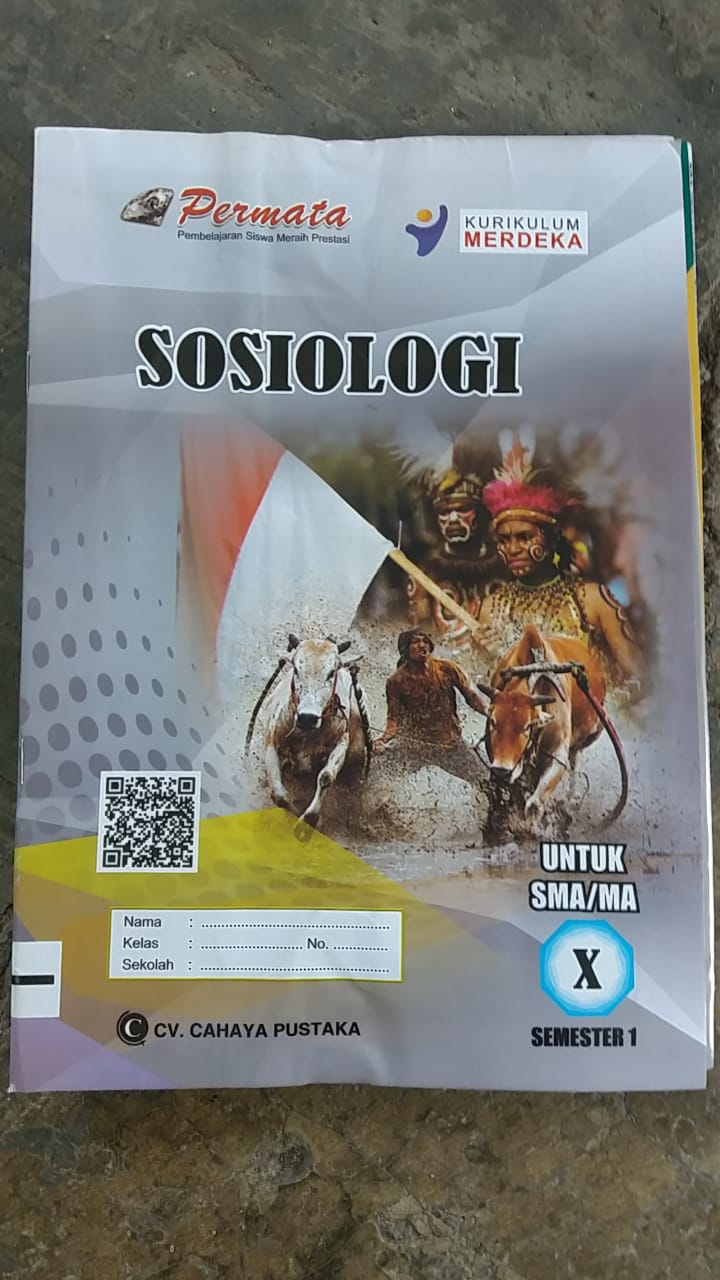 Permata
Pembelajaran Siswa Meraih Prestasi
KURIKULUM
MERDEKA
SOSIOLOGI
UNTUK
SMA/MA
X
SEMESTER 1
Nama : ................................................
Kelas : .......................... No. ..............
Sekolah : ................................................
C CV. CAHAYA PUSTAKA